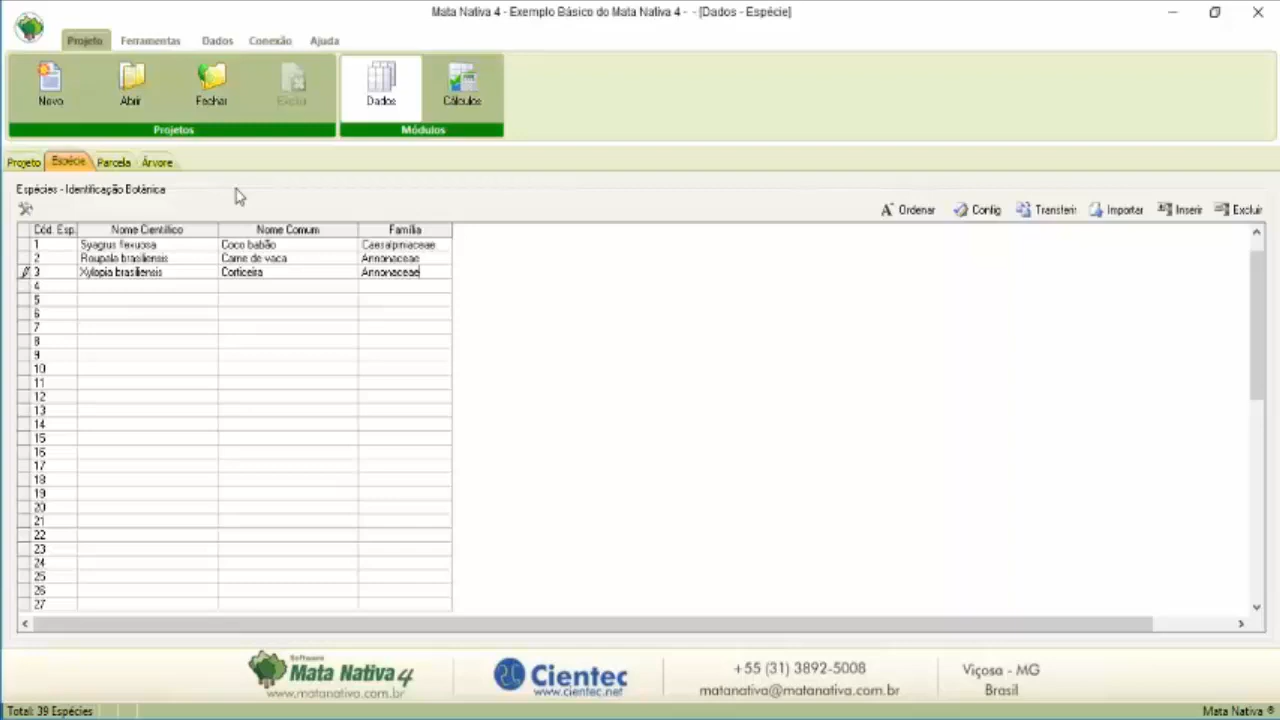 Mata Nativa 4 - Exemplo Básico do Mata Nativa 4 - - [Dados - Espécie]
Projeto Ferramentas Dados Conexão Ajuda
Novo Abrir Fechar Excluir Dados Cálculos
Projetos Módulos
Projeto Espécie Parcela Árvore
Espécies - Identificação Botânica
Ordenar Config Transferir Importar Inserir Excluir
Cód. Esp. Nome Científico Nome Comum Família
1 Syagrus flexuosa Coco babão Caesalpiniaceae
2 Roupala brasiliensis Carne de vaca Annonaceae
3 Xylopia brasiliensis Corticeira Annonaceae
4
5
6
7
8
9
10
11
12
13
14
15
16
17
18
19
20
21
22
23
24
25
26
27
Software
Mata Nativa 4
www.matanativa.com.br
Cientec
www.cientec.net
+55 (31) 3892-5008
matanativa@matanativa.com.br
Viçosa - MG
Brasil
Total: 39 Espécies
Mata Nativa ®